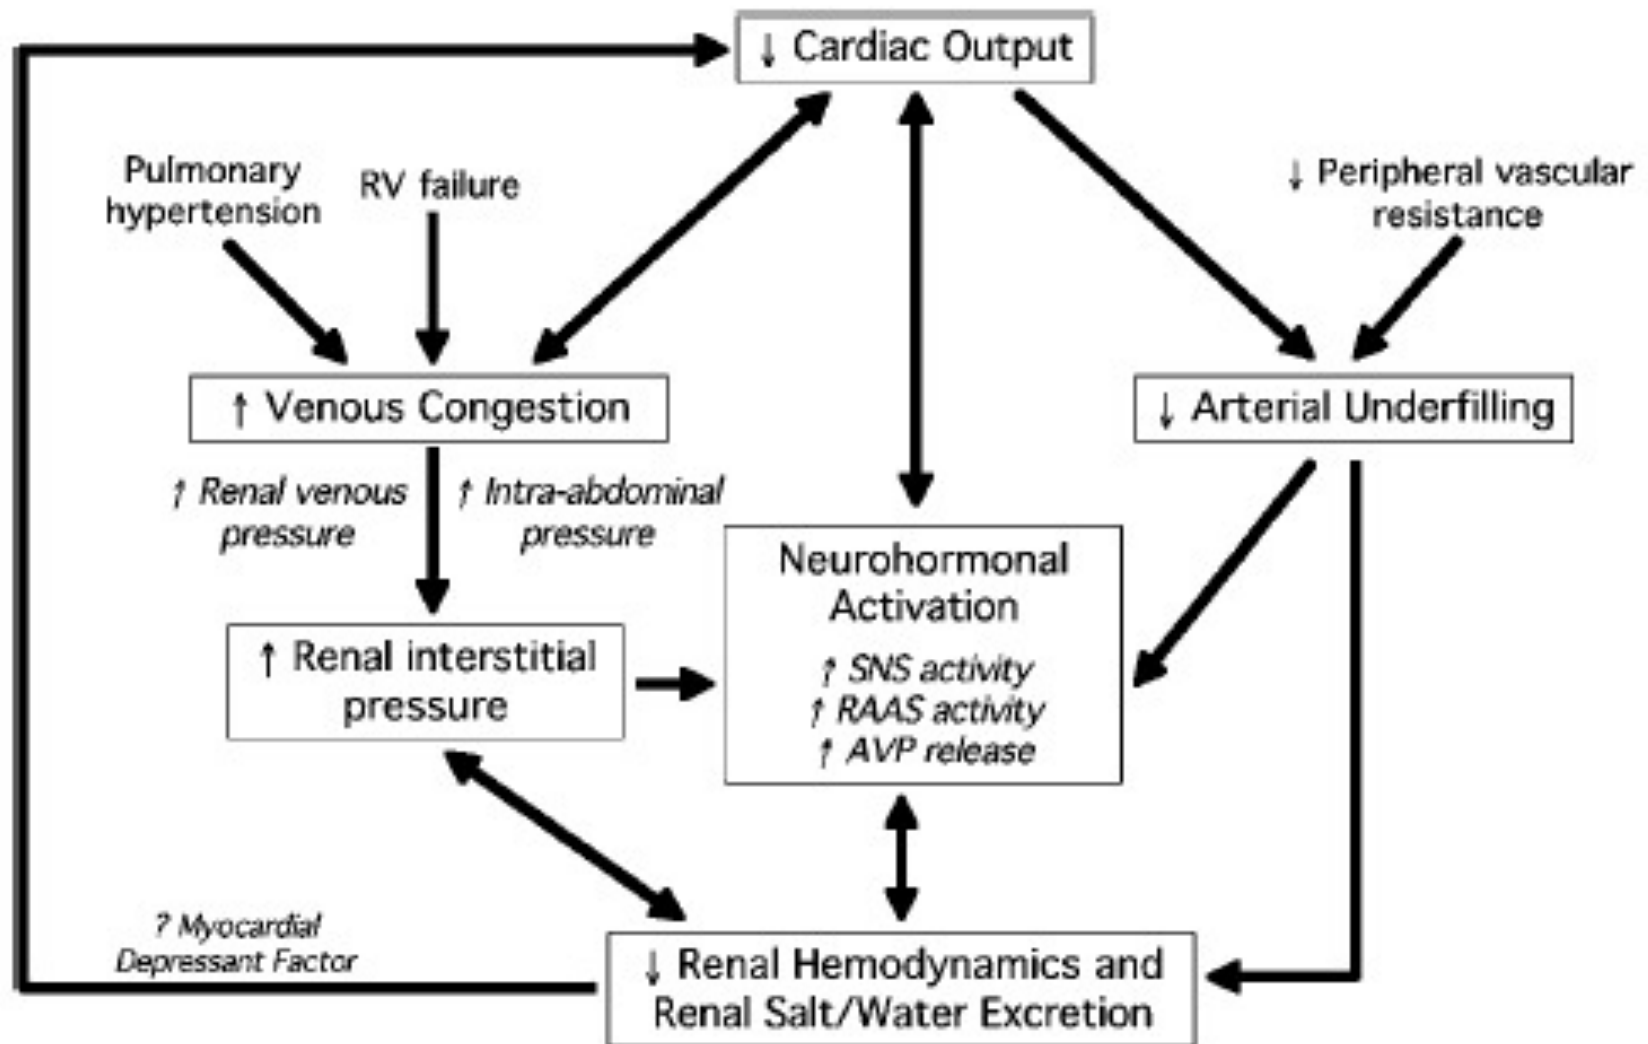 ↓ Cardiac Output
Pulmonary
hypertension
RV failure
↓ Peripheral vascular
resistance
↑ Venous Congestion
↓ Arterial Underfilling
↑ Renal venous
pressure
↑ Intra-abdominal
pressure
Neurohormonal
Activation
↑ SNS activity
↑ RAAS activity
↑ AVP release
↑ Renal interstitial
pressure
? Myocardial
Depressant Factor
↓ Renal Hemodynamics and
Renal Salt/Water Excretion